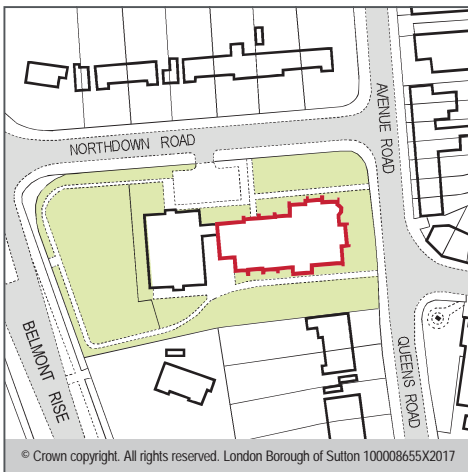 NORTHDOWN ROAD
AVENUE ROAD
BELMONT RISE
QUEENS ROAD
© Crown copyright. All rights reserved. London Borough of Sutton 100008655X2017